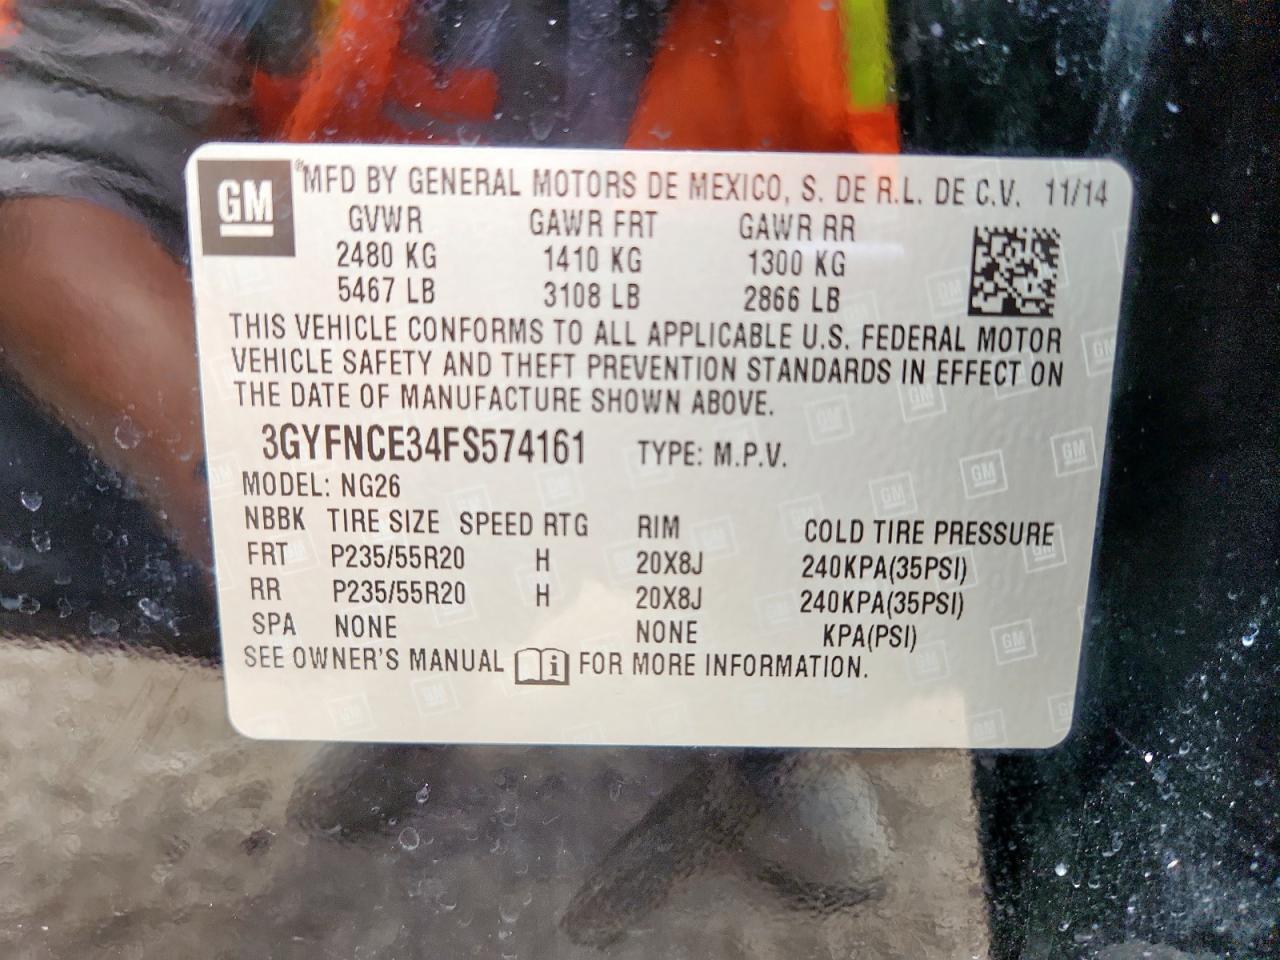 GM ® MFD BY GENERAL MOTORS DE MEXICO, S. DE R.L. DE C.V. 11/14
GVWR GAWR FRT GAWR RR
2480 KG 1410 KG 1300 KG
5467 LB 3108 LB 2866 LB
THIS VEHICLE CONFORMS TO ALL APPLICABLE U.S. FEDERAL MOTOR
VEHICLE SAFETY AND THEFT PREVENTION STANDARDS IN EFFECT ON
THE DATE OF MANUFACTURE SHOWN ABOVE.
3GYFNCE34FS574161 TYPE: M.P.V.
MODEL: NG26
NBBK TIRE SIZE SPEED RTG RIM COLD TIRE PRESSURE
FRT P235/55R20 H 20X8J 240KPA(35PSI)
RR P235/55R20 H 20X8J 240KPA(35PSI)
SPA NONE NONE KPA(PSI)
SEE OWNER'S MANUAL i FOR MORE INFORMATION.